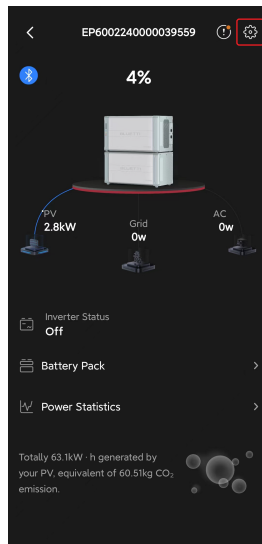 EP6002240000039559
4%
PV
2.8kW
Grid
0w
AC
0w
Inverter Status
Off
Battery Pack
Power Statistics
Totally 63.1kW · h generated by
your PV, equivalent of 60.51kg CO₂
emission.